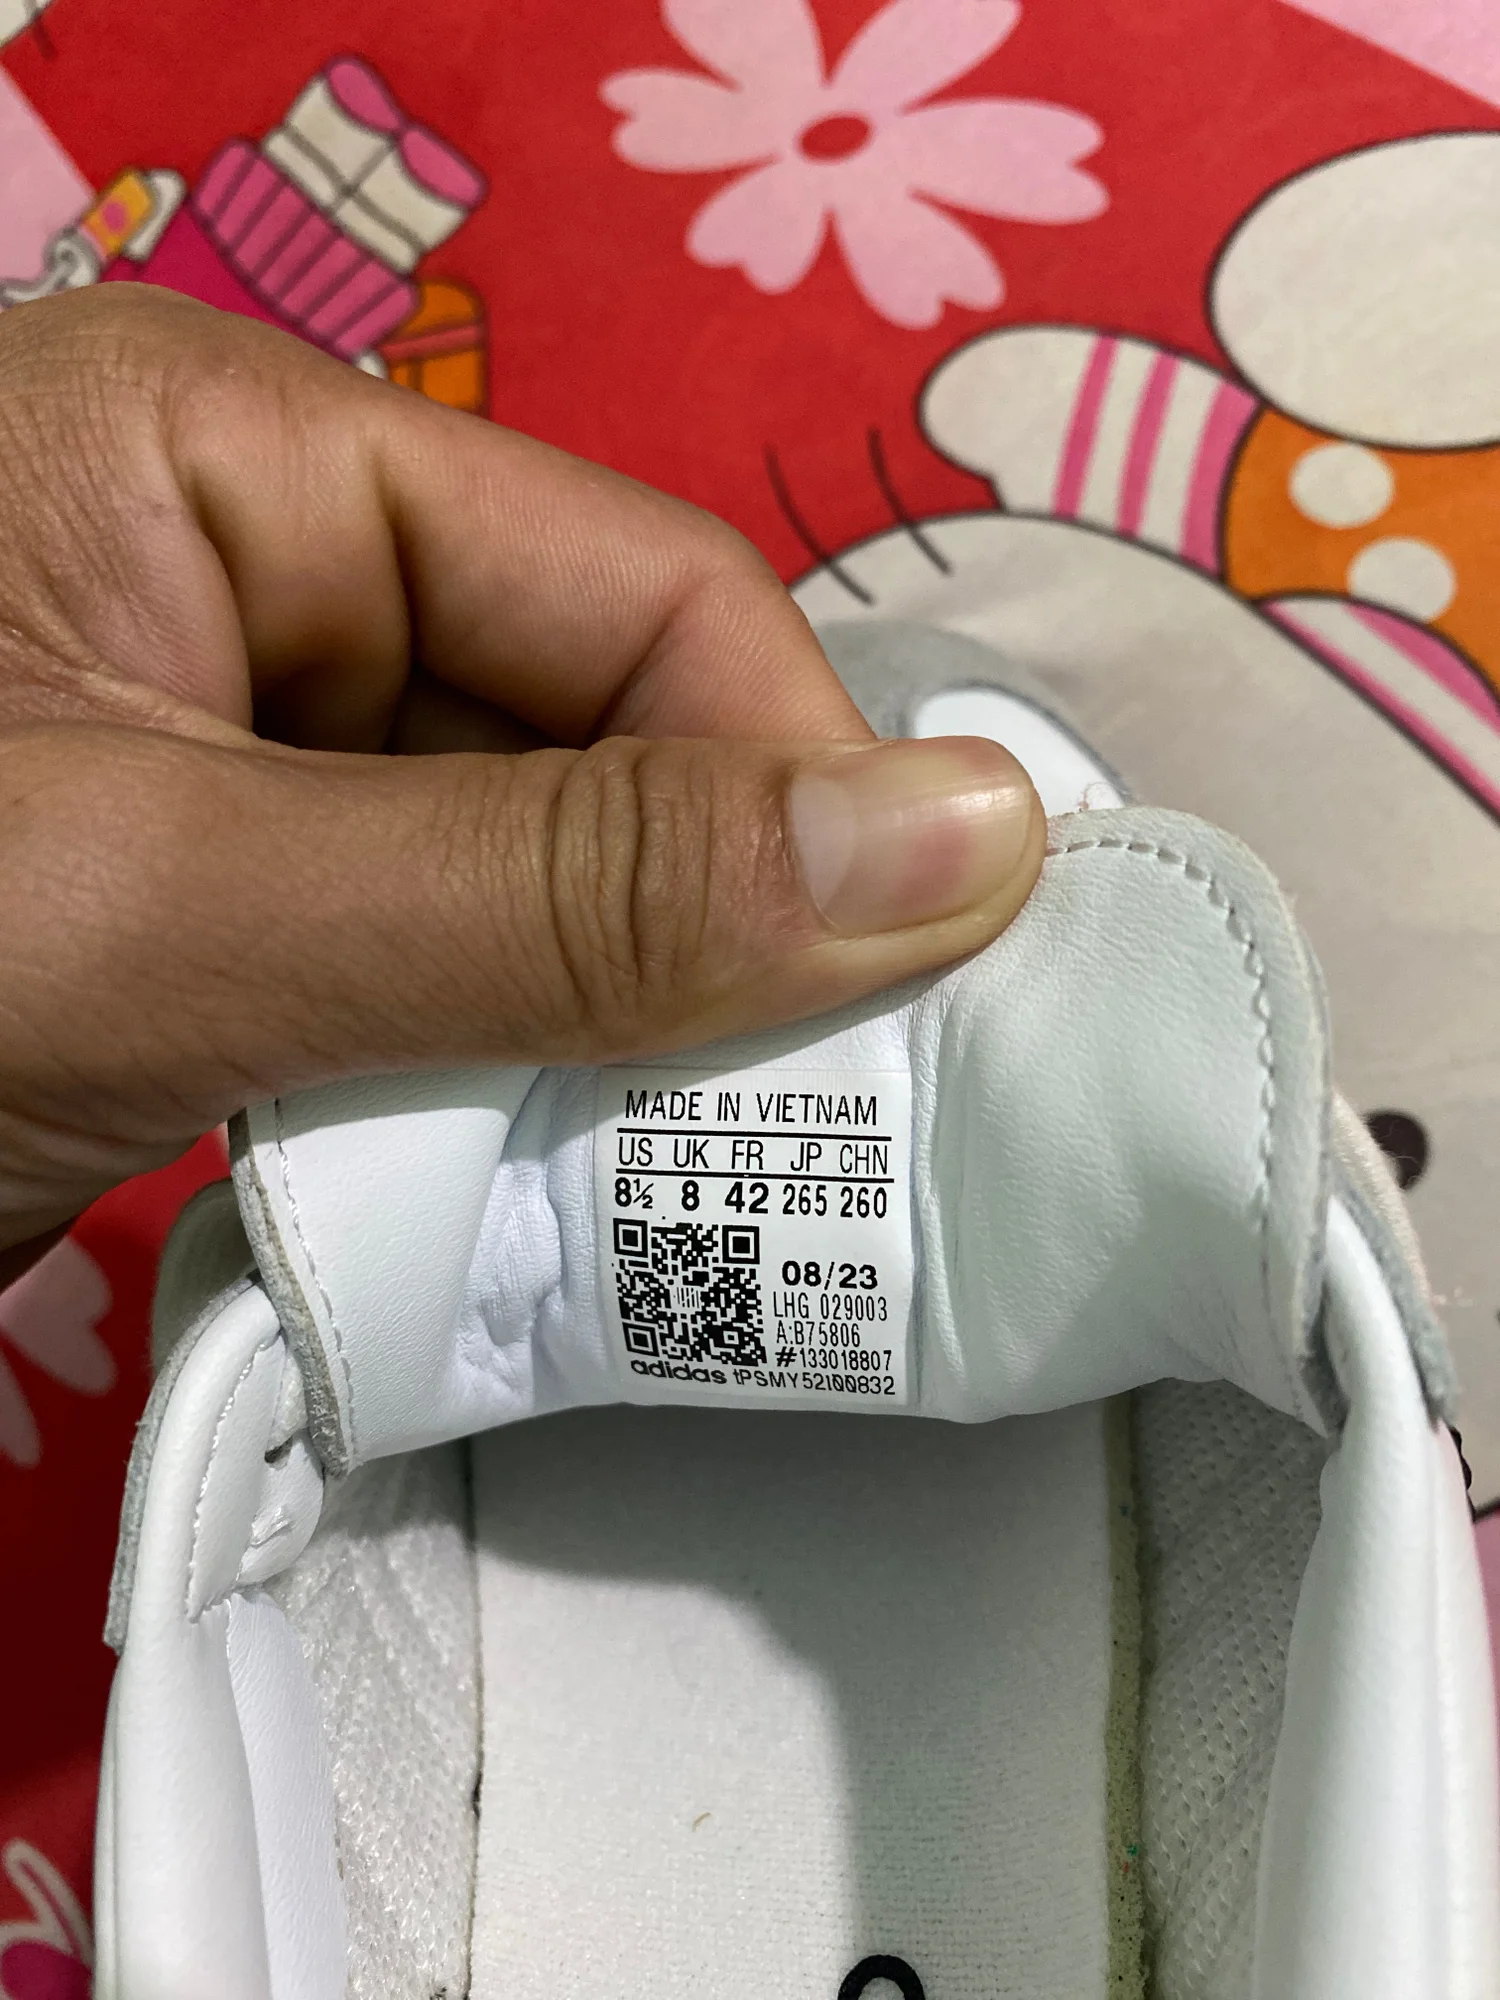 MADE IN VIETNAM
US UK FR JP CHN
8½ 8 42 265 260
08/23
LHG 029003
A:B75806
#133018807
adidas tPSMY52100832